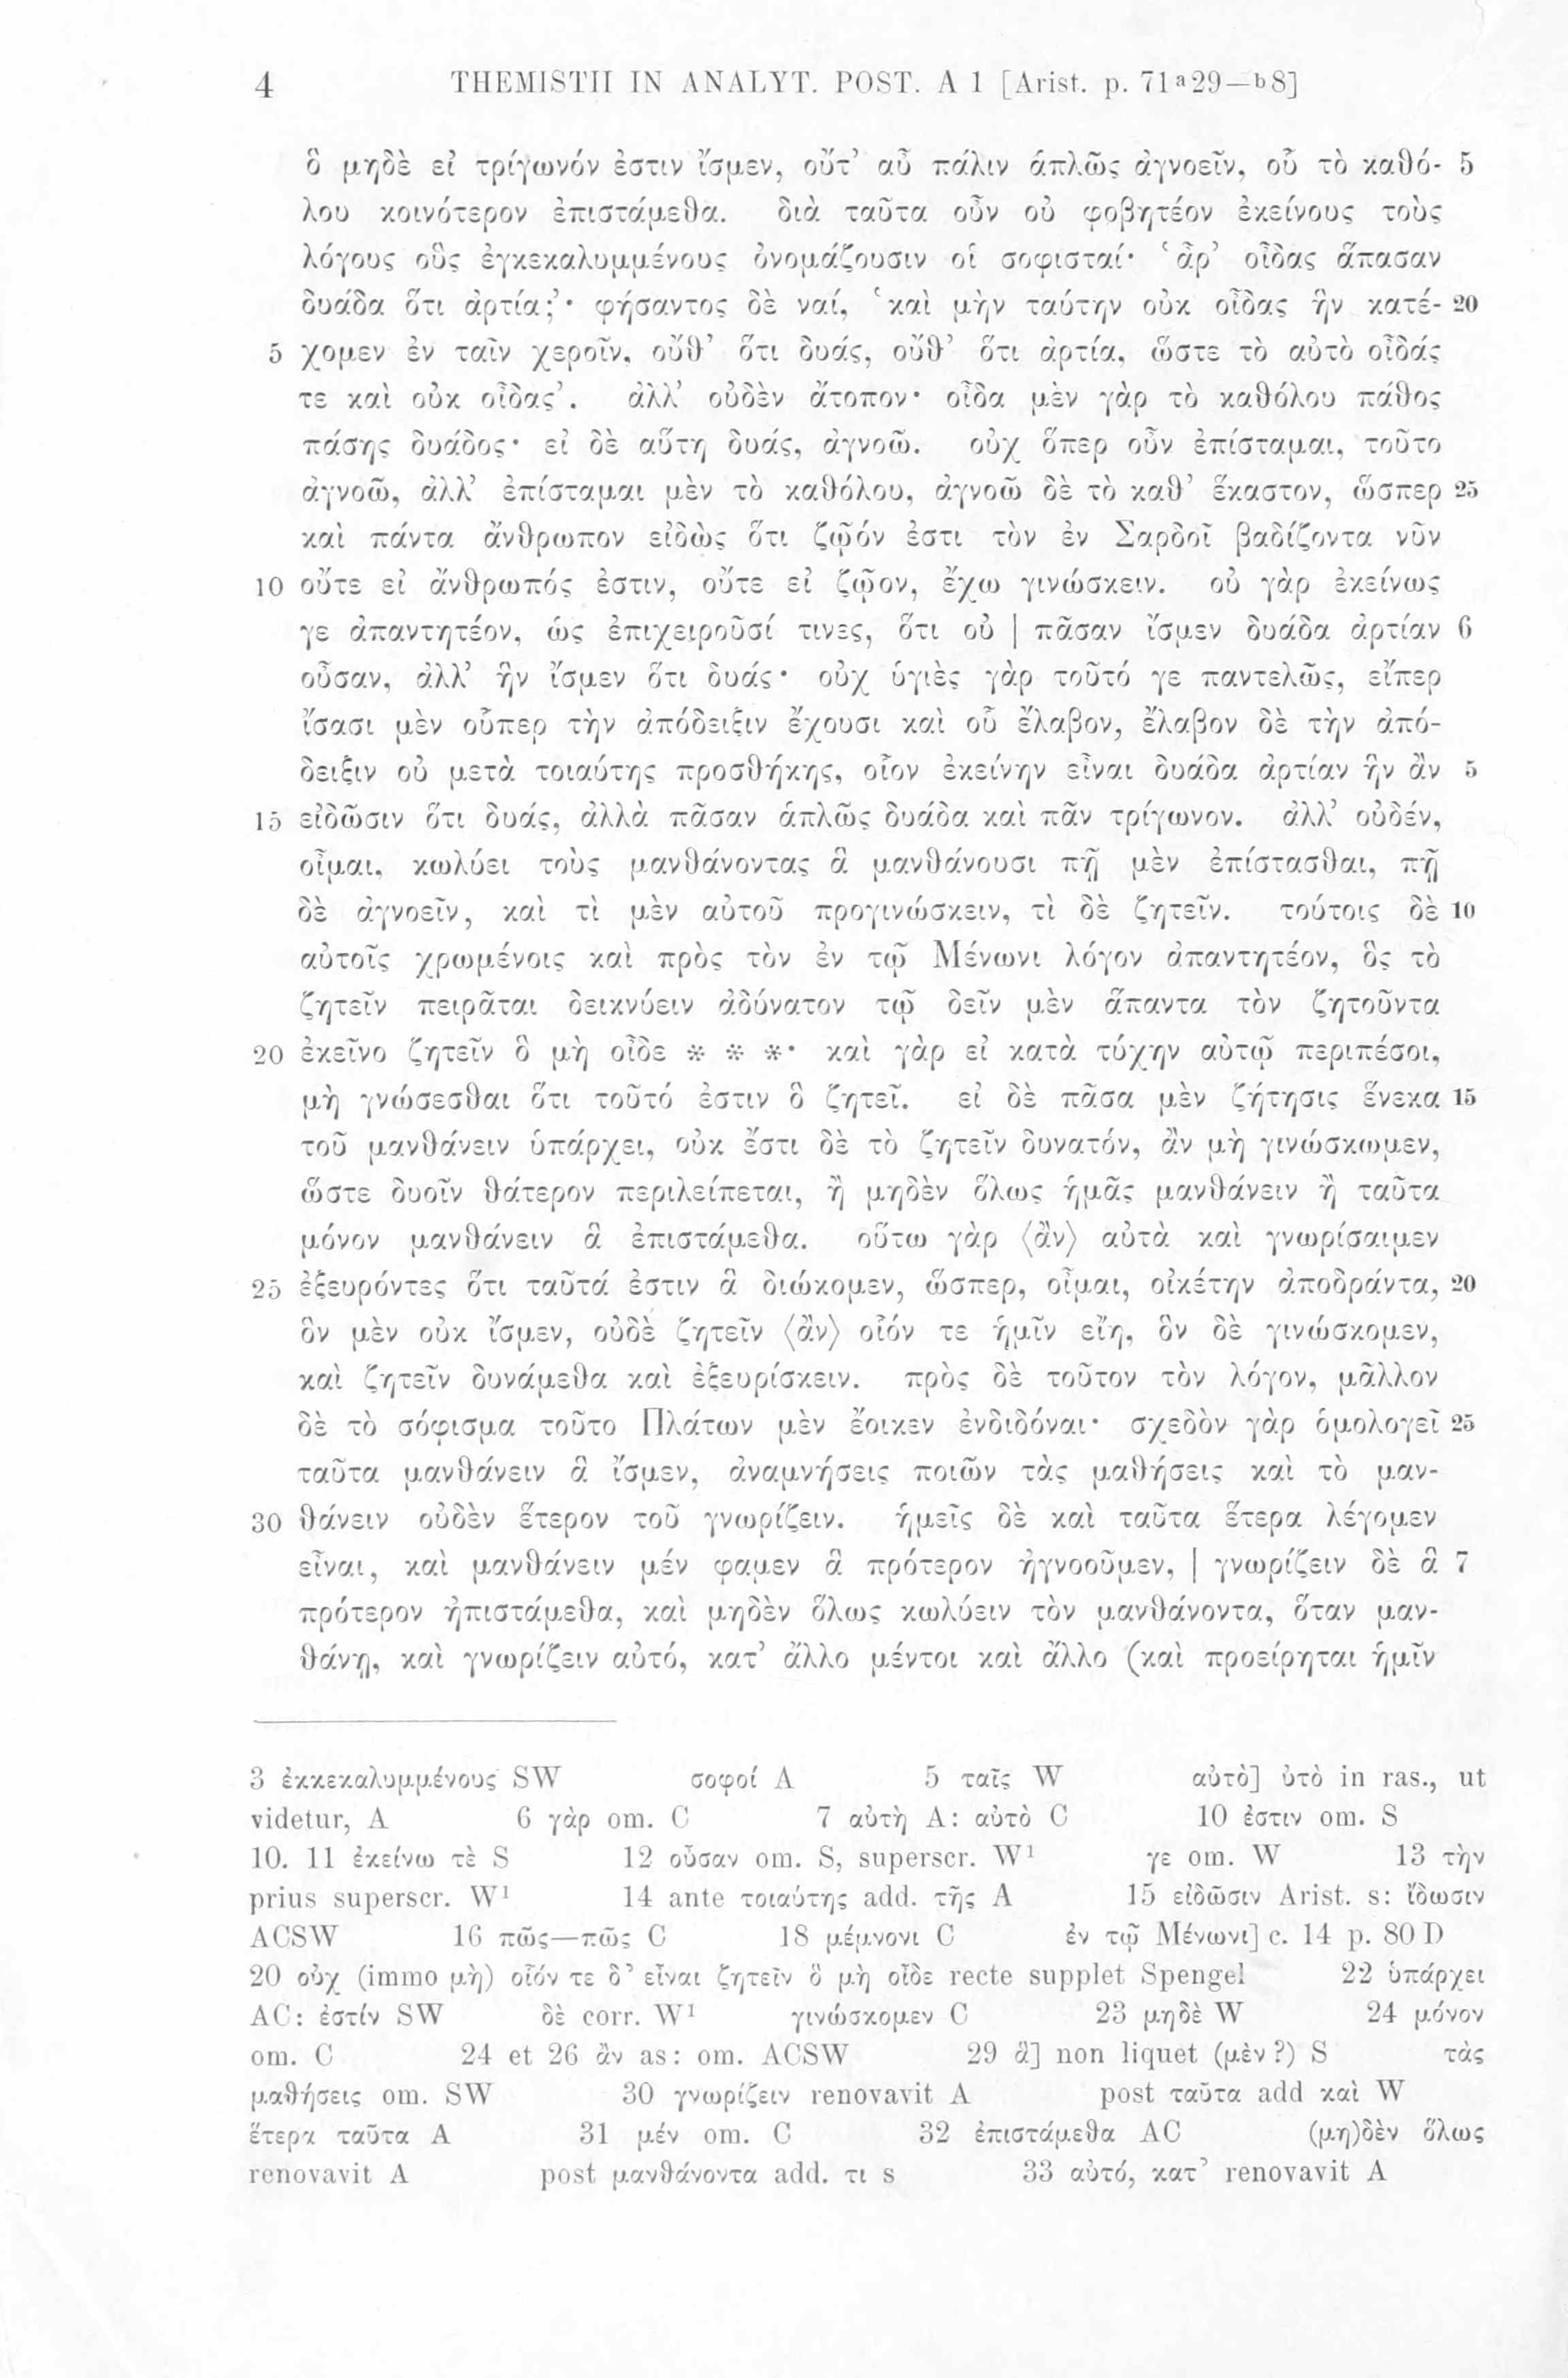 4 THEMISTII IN ANALYT. POST. A 1 [Arist. p. 71ᵃ29—ᵇ8]
ὃ μηδὲ εἰ τρίγωνόν ἐστιν ἴσμεν, οὔτ’ αὖ πάλιν ἁπλῶς ἀγνοεῖν, οὗ τὸ καθό- 5
λου κοινότερον ἐπιστάμεθα. διὰ ταῦτα οὖν οὐ φοβητέον ἐκείνους τοὺς
λόγους οὓς ἐγκεκαλυμμένους ὀνομάζουσιν οἱ σοφισταί· ‘ἆρ’ οἶδας ἅπασαν
δυάδα ὅτι ἀρτία;’· φήσαντος δὲ ναί, ‘καὶ μὴν ταύτην οὐκ οἶδας ἣν κατέ- 20
5 χομεν ἐν ταῖν χεροῖν, οὔθ’ ὅτι δυάς, οὔθ’ ὅτι ἀρτία, ὥστε τὸ αὐτὸ οἶδάς
τε καὶ οὐκ οἶδας’. ἀλλ’ οὐδὲν ἄτοπον· οἶδα μὲν γὰρ τὸ καθόλου πάθος
πάσης δυάδος· εἰ δὲ αὕτη δυάς, ἀγνοῶ. οὐχ ὅπερ οὖν ἐπίσταμαι, τοῦτο
ἀγνοῶ, ἀλλ’ ἐπίσταμαι μὲν τὸ καθόλου, ἀγνοῶ δὲ τὸ καθ’ ἕκαστον, ὥσπερ 25
καὶ πάντα ἄνθρωπον εἰδὼς ὅτι ζῷόν ἐστι τὸν ἐν Σαρδοῖ βαδίζοντα νῦν
10 οὔτε εἰ ἄνθρωπός ἐστιν, οὔτε εἰ ζῷον, ἔχω γινώσκειν. οὐ γὰρ ἐκείνως
γε ἀπαντητέον, ὡς ἐπιχειροῦσί τινες, ὅτι οὐ | πᾶσαν ἴσμεν δυάδα ἀρτίαν 6
οὖσαν, ἀλλ’ ἣν ἴσμεν ὅτι δυάς· οὐχ ὑγιὲς γὰρ τοῦτό γε παντελῶς, εἴπερ
ἴσασι μὲν οὗπερ τὴν ἀπόδειξιν ἔχουσι καὶ οὗ ἔλαβον, ἔλαβον δὲ τὴν ἀπό-
δειξιν οὐ μετὰ τοιαύτης προσθήκης, οἷον ἐκείνην εἶναι δυάδα ἀρτίαν ἣν ἂν 5
15 εἰδῶσιν ὅτι δυάς, ἀλλὰ πᾶσαν ἁπλῶς δυάδα καὶ πᾶν τρίγωνον. ἀλλ’ οὐδέν,
οἶμαι, κωλύει τοὺς μανθάνοντας ἃ μανθάνουσι πῇ μὲν ἐπίστασθαι, πῇ
δὲ ἀγνοεῖν, καὶ τὶ μὲν αὐτοῦ προγινώσκειν, τὶ δὲ ζητεῖν. τούτοις δὲ 10
αὐτοῖς χρωμένοις καὶ πρὸς τὸν ἐν τῷ Μένωνι λόγον ἀπαντητέον, ὃς τὸ
ζητεῖν πειρᾶται δεικνύειν ἀδύνατον τῷ δεῖν μὲν ἅπαντα τὸν ζητοῦντα
20 ἐκεῖνο ζητεῖν ὃ μὴ οἶδε * * *· καὶ γὰρ εἰ κατὰ τύχην αὐτῷ περιπέσοι,
μὴ γνώσεσθαι ὅτι τοῦτό ἐστιν ὃ ζητεῖ. εἰ δὲ πᾶσα μὲν ζήτησις ἕνεκα 15
τοῦ μανθάνειν ὑπάρχει, οὐκ ἔστι δὲ τὸ ζητεῖν δυνατόν, ἂν μὴ γινώσκωμεν,
ὥστε δυοῖν θάτερον περιλείπεται, ἢ μηδὲν ὅλως ἡμᾶς μανθάνειν ἢ ταῦτα
μόνον μανθάνειν ἃ ἐπιστάμεθα. οὕτω γὰρ ⟨ἂν⟩ αὐτὰ καὶ γνωρίσαιμεν
25 ἐξευρόντες ὅτι ταῦτά ἐστιν ἃ διώκομεν, ὥσπερ, οἶμαι, οἰκέτην ἀποδράντα, 20
ὃν μὲν οὐκ ἴσμεν, οὐδὲ ζητεῖν ⟨ἂν⟩ οἷόν τε ἡμῖν εἴη, ὃν δὲ γινώσκομεν,
καὶ ζητεῖν δυνάμεθα καὶ ἐξευρίσκειν. πρὸς δὲ τοῦτον τὸν λόγον, μᾶλλον
δὲ τὸ σόφισμα τοῦτο Πλάτων μὲν ἔοικεν ἐνδιδόναι· σχεδὸν γὰρ ὁμολογεῖ 25
ταῦτα μανθάνειν ἃ ἴσμεν, ἀναμνήσεις ποιῶν τὰς μαθήσεις καὶ τὸ μαν-
30 θάνειν οὐδὲν ἕτερον τοῦ γνωρίζειν. ἡμεῖς δὲ καὶ ταῦτα ἕτερα λέγομεν
εἶναι, καὶ μανθάνειν μέν φαμεν ἃ πρότερον ἠγνοοῦμεν, | γνωρίζειν δὲ ἃ 7
πρότερον ἠπιστάμεθα, καὶ μηδὲν ὅλως κωλύειν τὸν μανθάνοντα, ὅταν μαν-
θάνῃ, καὶ γνωρίζειν αὐτό, κατ’ ἄλλο μέντοι καὶ ἄλλο (καὶ προείρηται ἡμῖν
3 ἐκκεκαλυμμένους SW σοφοί A 5 ταῖς W αὐτὸ] ὑτὸ in ras., ut
videtur, A 6 γὰρ om. C 7 αὐτὴ A: αὐτὸ C 10 ἐστιν om. S
10. 11 ἐκείνω τὲ S 12 οὖσαν om. S, superscr. W¹ γε om. W 13 τὴν
prius superscr. W¹ 14 ante τοιαύτης add. τῆς A 15 εἰδῶσιν Arist. s: ἴδωσιν
ACSW 16 πῶς—πῶς C 18 μέμνονι C ἐν τῷ Μένωνι] c. 14 p. 80 D
20 οὐχ (immo μὴ) οἷόν τε δ’ εἶναι ζητεῖν ὃ μὴ οἶδε recte supplet Spengel 22 ὑπάρχει
AC: ἐστίν SW δὲ corr. W¹ γινώσκομεν C 23 μηδὲ W 24 μόνον
om. C 24 et 26 ἂν as: om. ACSW 29 ἃ] non liquet (μὲν?) S τὰς
μαθήσεις om. SW 30 γνωρίζειν renovavit A post ταῦτα add καὶ W
ἕτερα ταῦτα A 31 μέν om. C 32 ἐπιστάμεθα AC (μη)δὲν ὅλως
renovavit A post μανθάνοντα add. τι s 33 αὐτό, κατ’ renovavit A